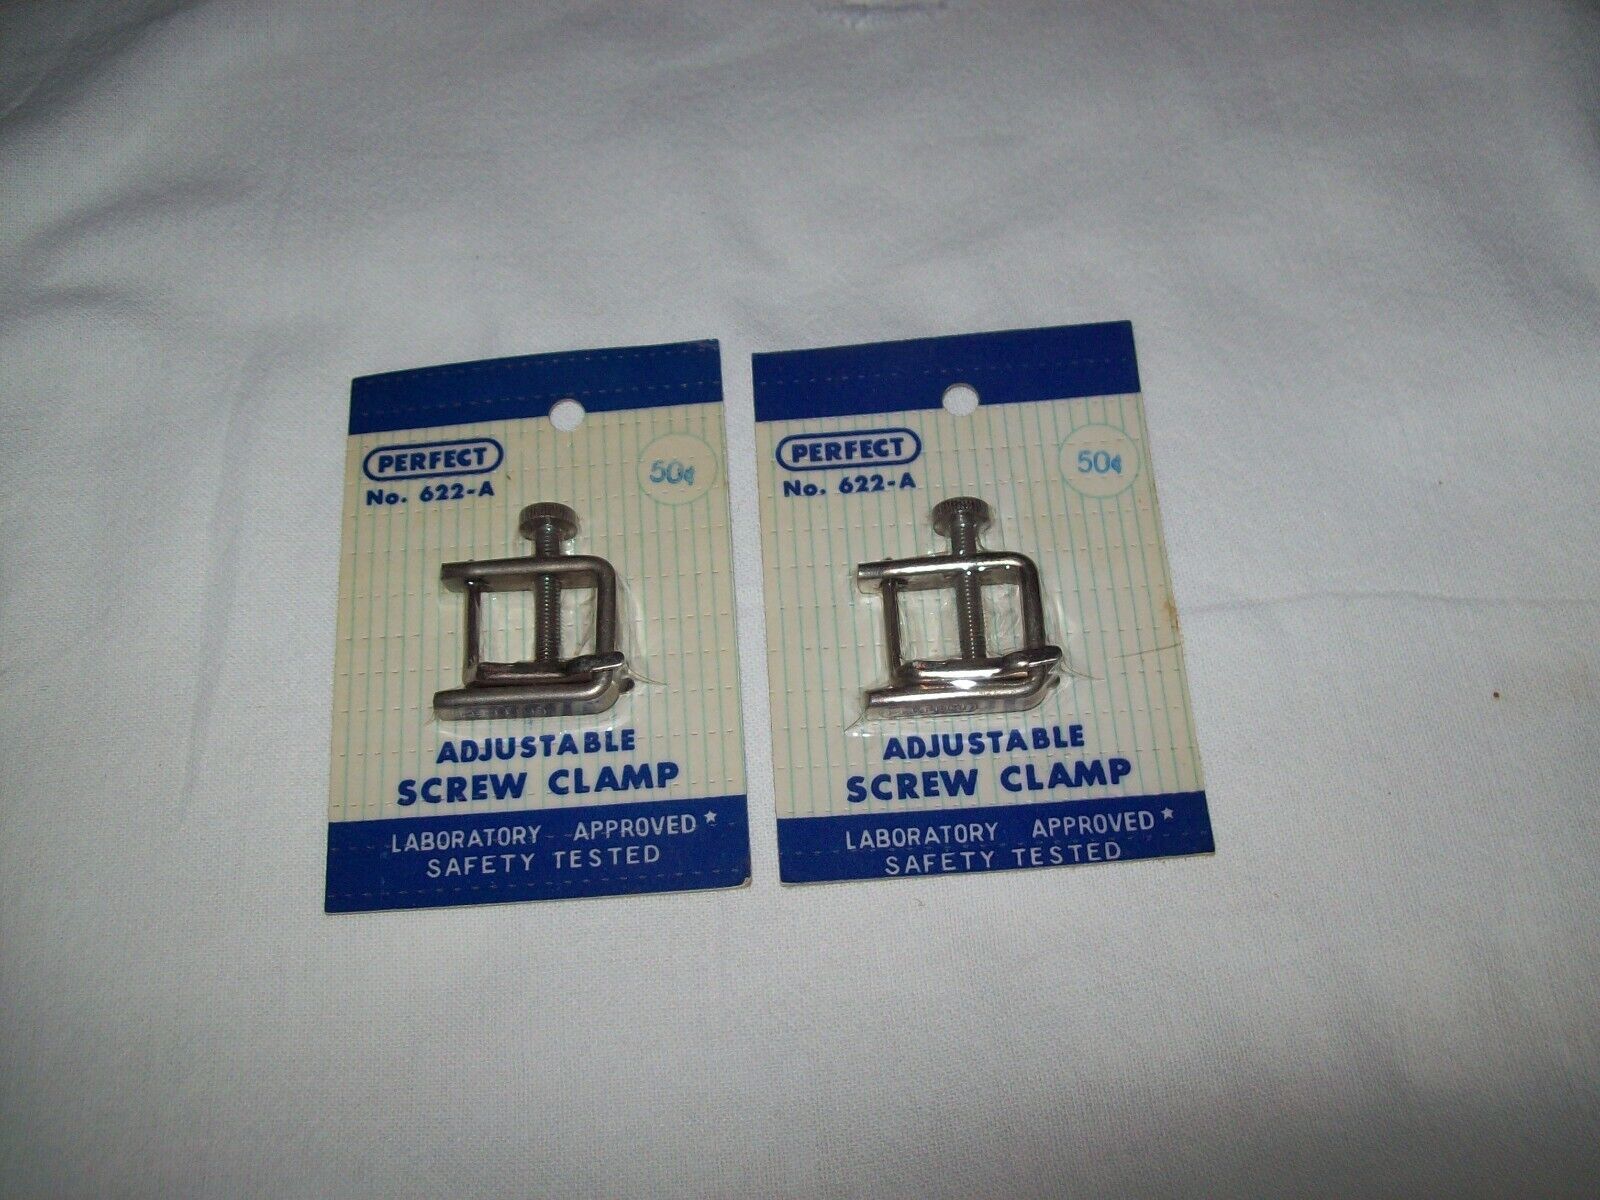 PERFECT
No. 622-A
50¢
ADJUSTABLE
SCREW CLAMP
LABORATORY APPROVED*
SAFETY TESTED
PERFECT
No. 622-A
50¢
ADJUSTABLE
SCREW CLAMP
LABORATORY APPROVED*
SAFETY TESTED